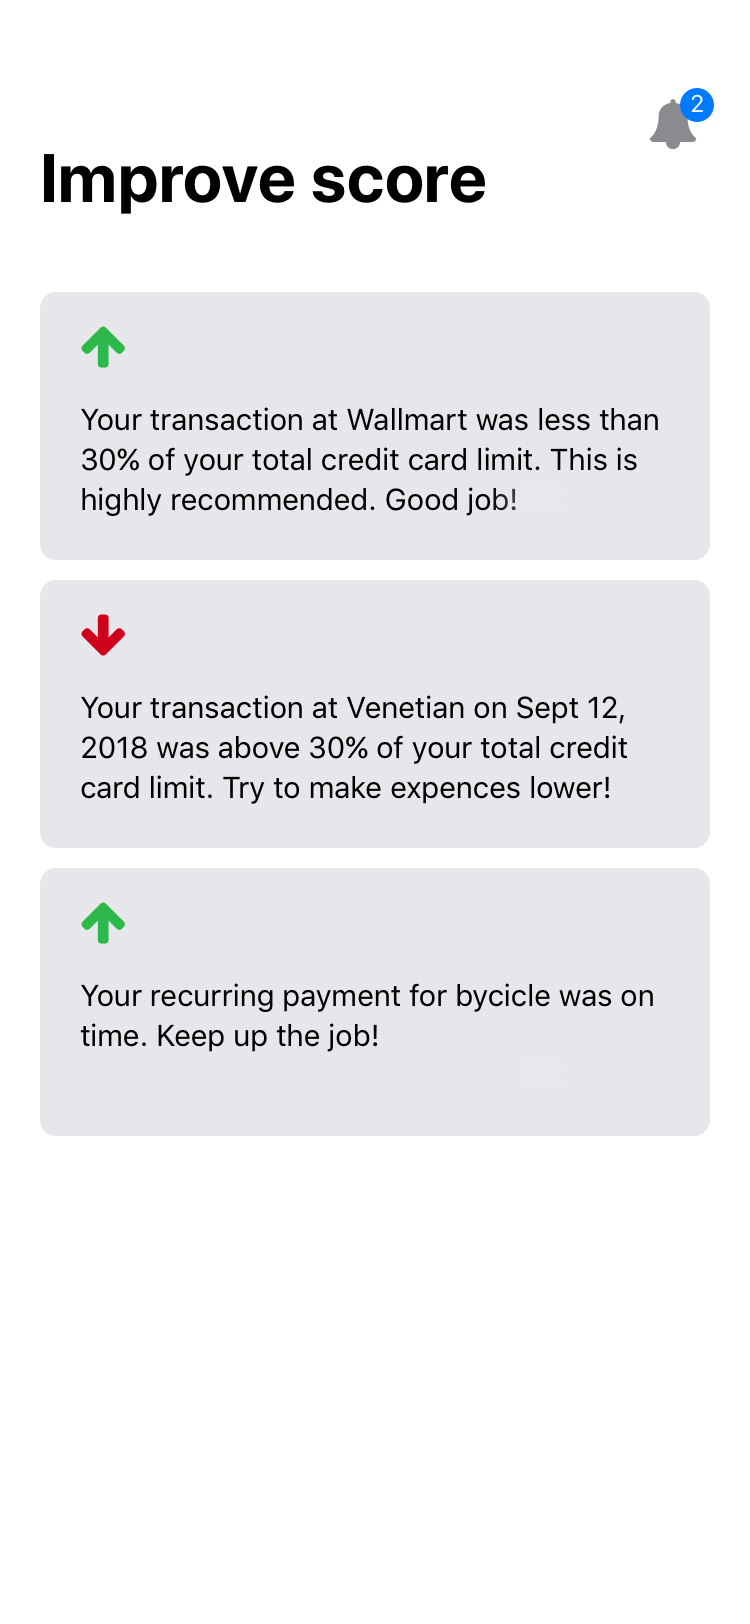 2
Improve score
Your transaction at Wallmart was less than
30% of your total credit card limit. This is
highly recommended. Good job!
Your transaction at Venetian on Sept 12,
2018 was above 30% of your total credit
card limit. Try to make expences lower!
Your recurring payment for bycicle was on
time. Keep up the job!